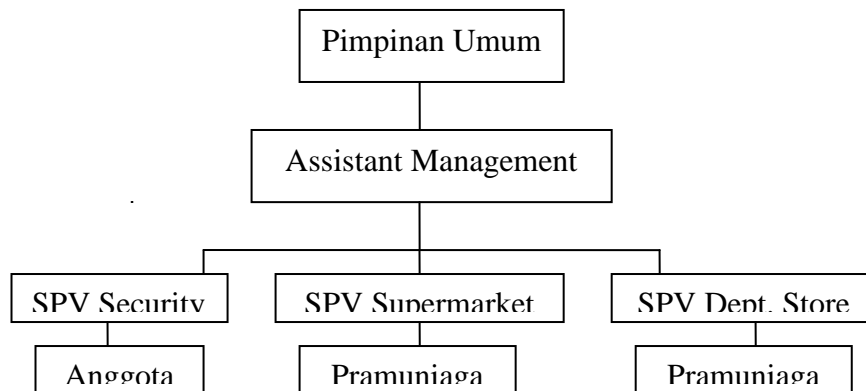 Pimpinan Umum
Assistant Management
SPV Security
SPV Supermarket
SPV Dept. Store
Anggota
Pramuniaga
Pramuniaga